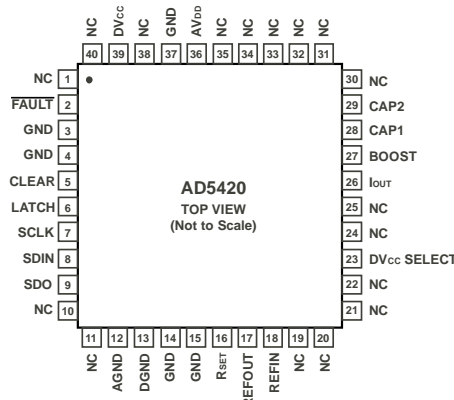 NC DVCC NC GND AVDD NC NC NC NC NC
40 39 38 37 36 35 34 33 32 31
NC 1
FAULT 2
GND 3
GND 4
CLEAR 5
LATCH 6
SCLK 7
SDIN 8
SDO 9
NC 10
AD5420
TOP VIEW
(Not to Scale)
30 NC
29 CAP2
28 CAP1
27 BOOST
26 IOUT
25 NC
24 NC
23 DVCC SELECT
22 NC
21 NC
11 12 13 14 15 16 17 18 19 20
NC AGND DGND GND GND RSET REFOUT REFIN NC NC